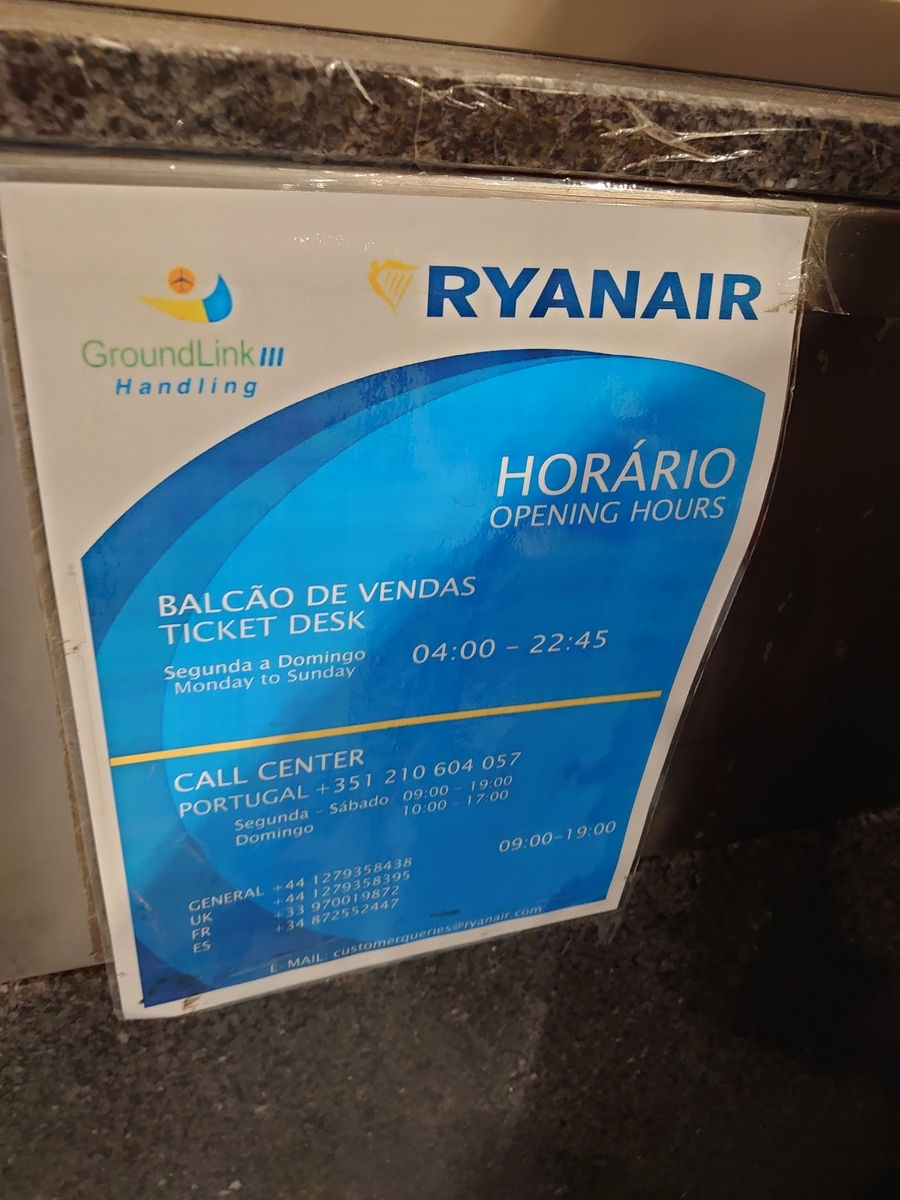 GroundLink III
Handling
RYANAIR
HORÁRIO
OPENING HOURS
BALCÃO DE VENDAS
TICKET DESK
Segunda a Domingo
Monday to Sunday
04:00 - 22:45
CALL CENTER
PORTUGAL +351 210 604 057
Segunda - Sábado 09:00 - 19:00
Domingo 10:00 - 17:00
09:00-19:00
GENERAL +44 1279358438
UK +44 1279358395
FR +33 970019872
ES +34 872552447
E MAIL: customerqueries@ryanair.com